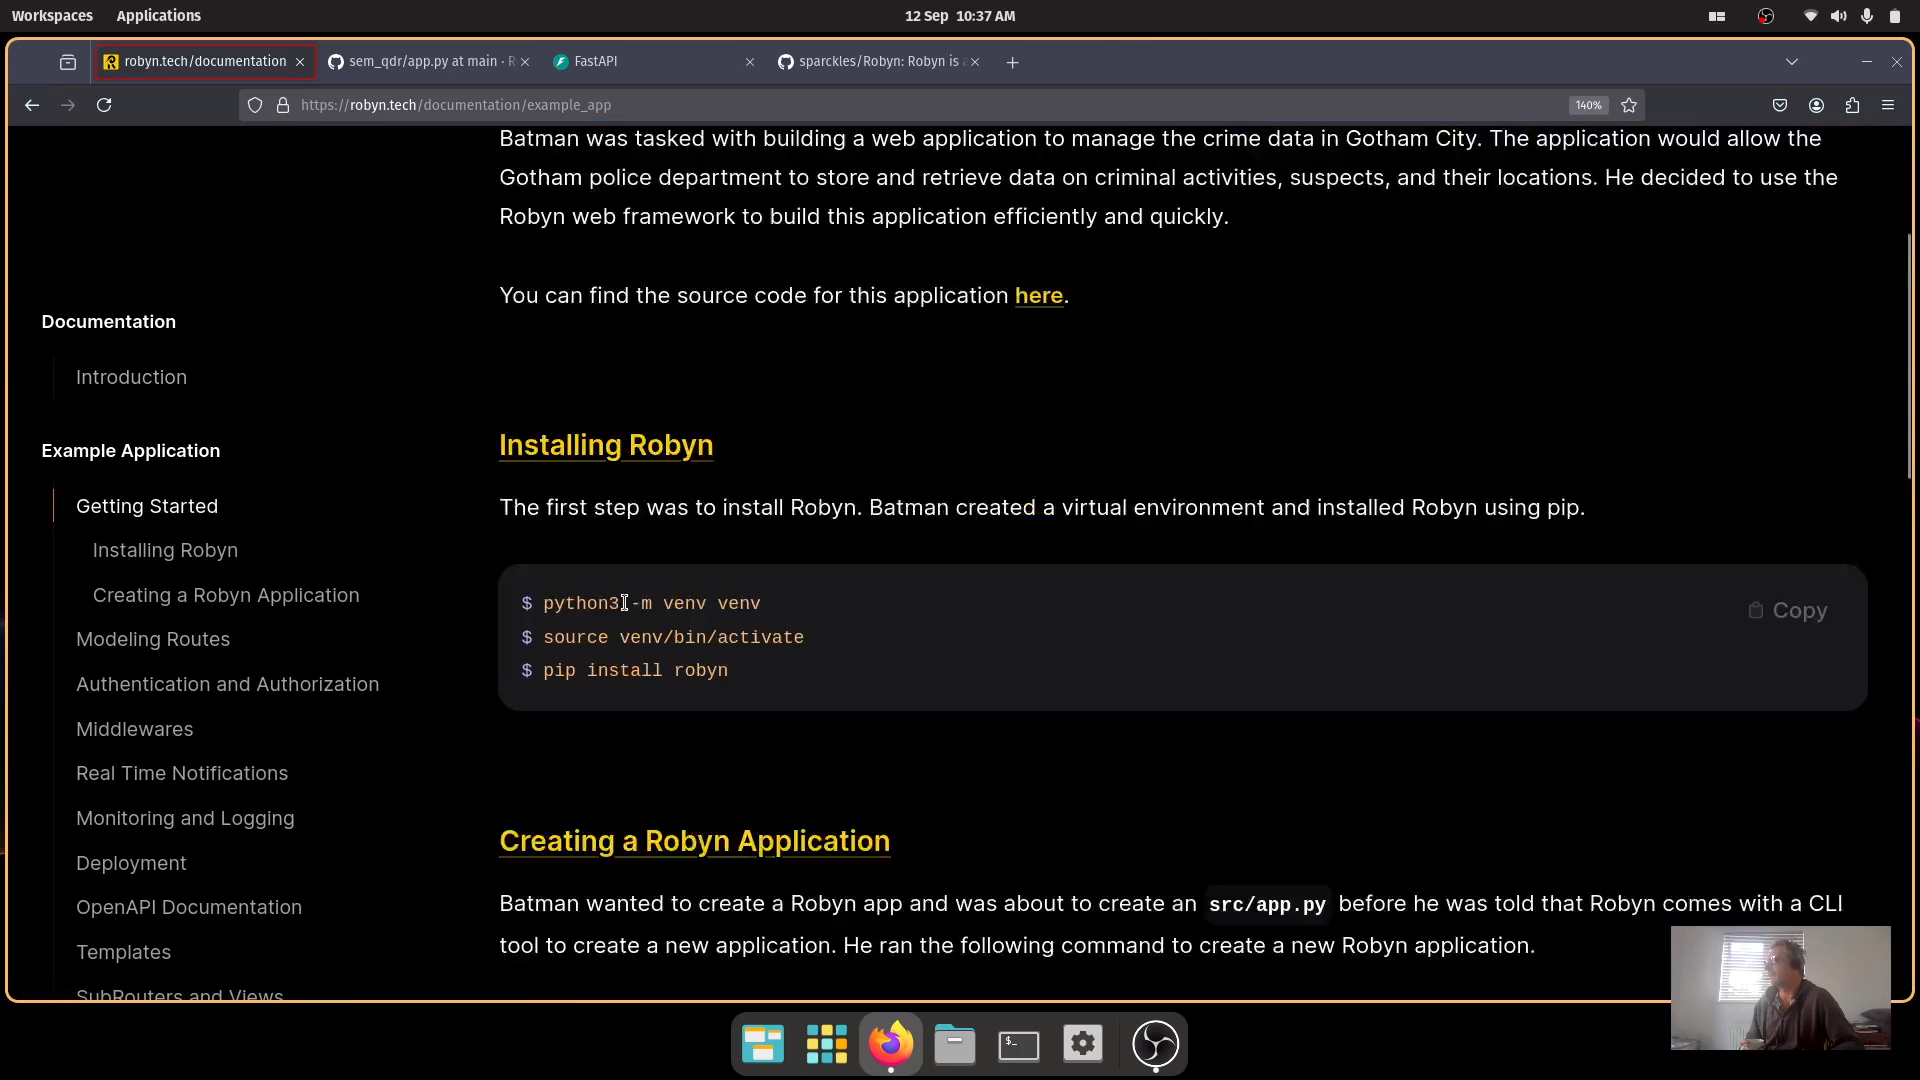 Workspaces Applications 12 Sep 10:37 AM
robyn.tech/documentation sem_qdr/app.py at main · R FastAPI sparckles/Robyn: Robyn is a
https://robyn.tech/documentation/example_app 140%
Batman was tasked with building a web application to manage the crime data in Gotham City. The application would allow the
Gotham police department to store and retrieve data on criminal activities, suspects, and their locations. He decided to use the
Robyn web framework to build this application efficiently and quickly.
You can find the source code for this application here.
Documentation
Introduction
Example Application
Getting Started
Installing Robyn
Creating a Robyn Application
Modeling Routes
Authentication and Authorization
Middlewares
Real Time Notifications
Monitoring and Logging
Deployment
OpenAPI Documentation
Templates
SubRouters and Views
Installing Robyn
The first step was to install Robyn. Batman created a virtual environment and installed Robyn using pip.
$ python3 -m venv venv
$ source venv/bin/activate
$ pip install robyn
Copy
Creating a Robyn Application
Batman wanted to create a Robyn app and was about to create an src/app.py before he was told that Robyn comes with a CLI
tool to create a new application. He ran the following command to create a new Robyn application.
$_